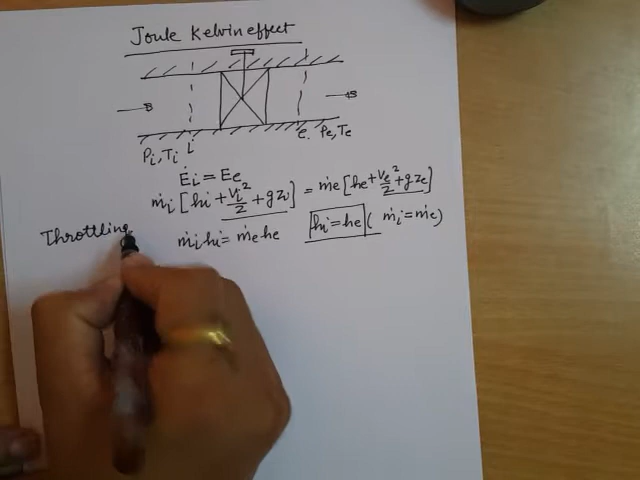 Joule Kelvin effect
B B
i e
Pi, Ti Pe, Te
Ėi = Ėe
ṁi [hi + Vi²/2 + gzi] = ṁe [he + Ve²/2 + gze]
Throttling ṁi hi = ṁe he hi = he (ṁi = ṁe)